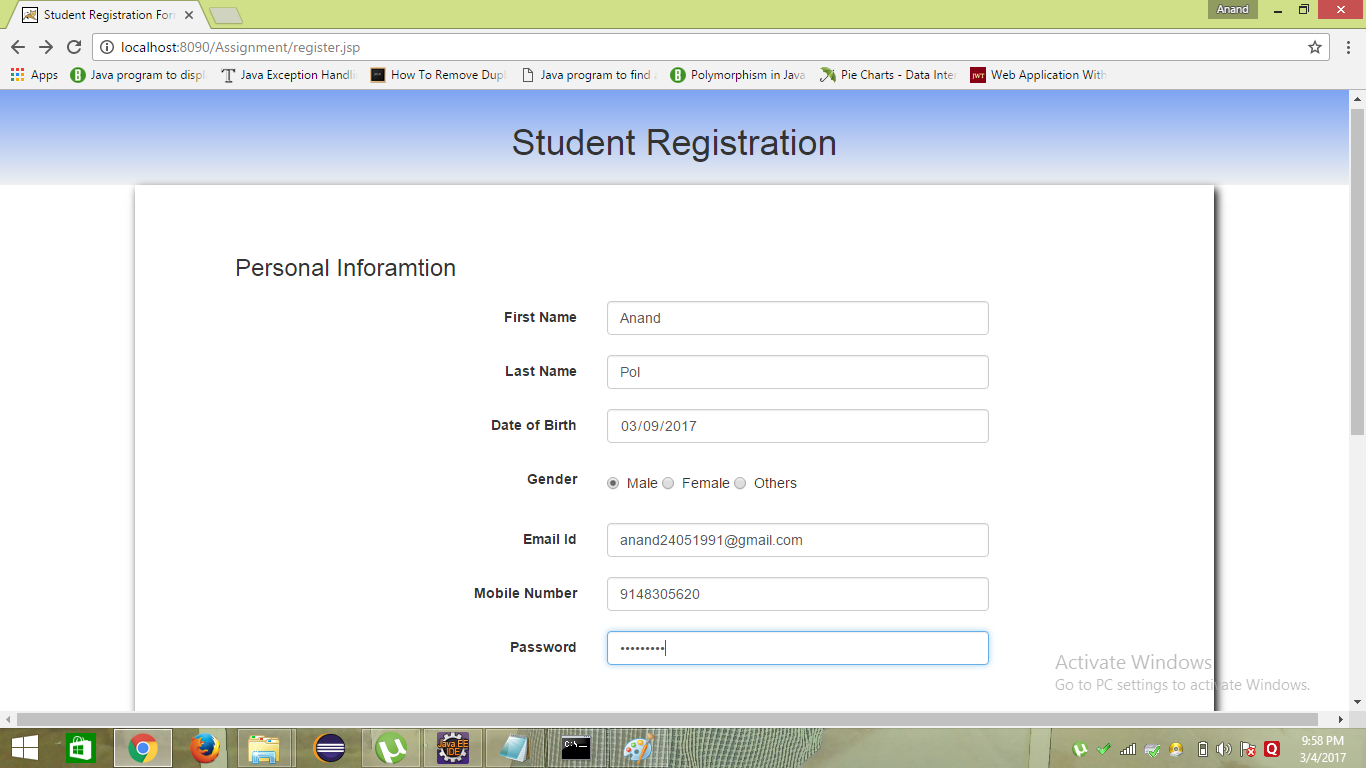 Student Registration For
Anand
localhost:8090/Assignment/register.jsp
Apps Java program to displ Java Exception Handli How To Remove Dupl Java program to find Polymorphism in Java Pie Charts - Data Inter JWT Web Application With
Student Registration
Personal Inforamtion
First Name Anand
Last Name Pol
Date of Birth 03/09/2017
Gender Male Female Others
Email Id anand24051991@gmail.com
Mobile Number 9148305620
Password •••••••••
Activate Windows
Go to PC settings to activate Windows.
Java EE
IDE
C:\
9:58 PM
3/4/2017